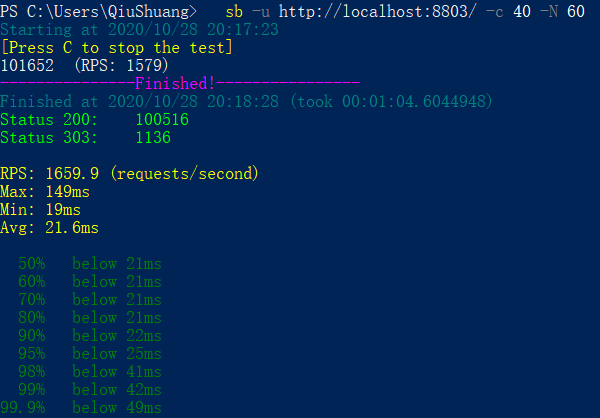 PS C:\Users\QiuShuang> sb -u http://localhost:8803/ -c 40 -N 60
Starting at 2020/10/28 20:17:23
[Press C to stop the test]
101652 (RPS: 1579)
---------------Finished!----------------
Finished at 2020/10/28 20:18:28 (took 00:01:04.6044948)
Status 200: 100516
Status 303: 1136
RPS: 1659.9 (requests/second)
Max: 149ms
Min: 19ms
Avg: 21.6ms
50% below 21ms
60% below 21ms
70% below 21ms
80% below 21ms
90% below 22ms
95% below 25ms
98% below 41ms
99% below 42ms
99.9% below 49ms